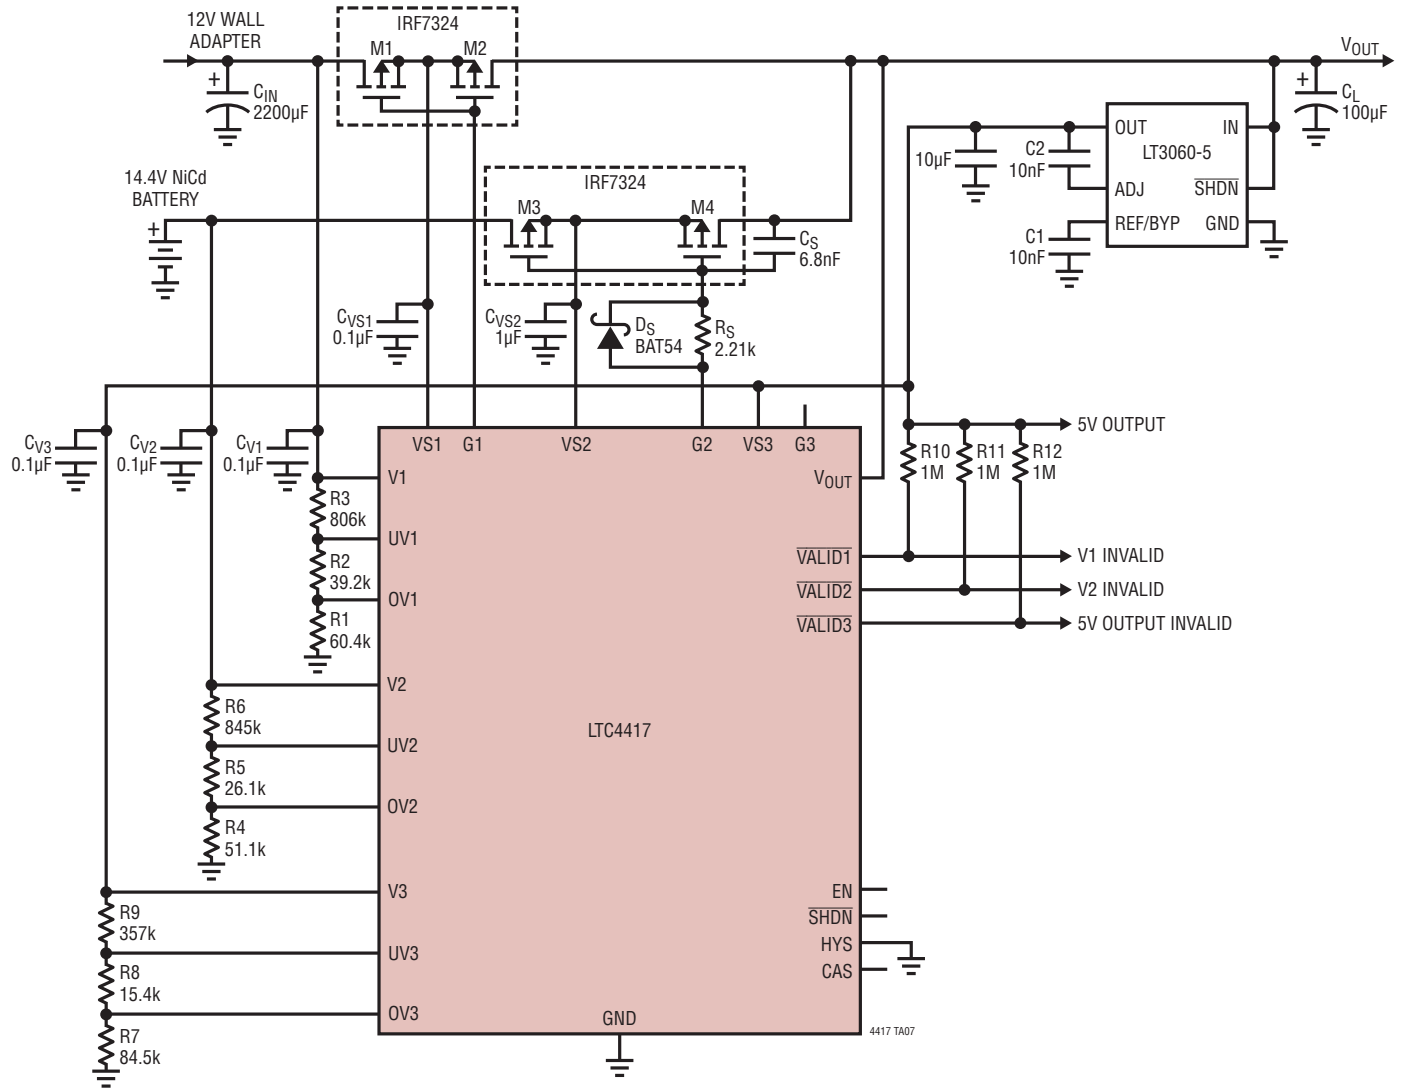 12V WALL
ADAPTER
IRF7324
M1
M2
VOUT
+
CIN
2200µF
+
CL
100µF
OUT
IN
LT3060-5
ADJ
SHDN
REF/BYP
GND
10µF
C2
10nF
C1
10nF
14.4V NiCd
BATTERY
+
IRF7324
M3
M4
CS
6.8nF
CVS1
0.1µF
CVS2
1µF
DS
BAT54
RS
2.21k
CV3
0.1µF
CV2
0.1µF
CV1
0.1µF
VS1
G1
VS2
G2
VS3
G3
5V OUTPUT
R10
1M
R11
1M
R12
1M
V1
VOUT
R3
806k
UV1
R2
39.2k
OV1
R1
60.4k
VALID1
V1 INVALID
VALID2
V2 INVALID
VALID3
5V OUTPUT INVALID
V2
R6
845k
UV2
R5
26.1k
OV2
R4
51.1k
LTC4417
V3
R9
357k
UV3
R8
15.4k
OV3
R7
84.5k
EN
SHDN
HYS
CAS
GND
4417 TA07